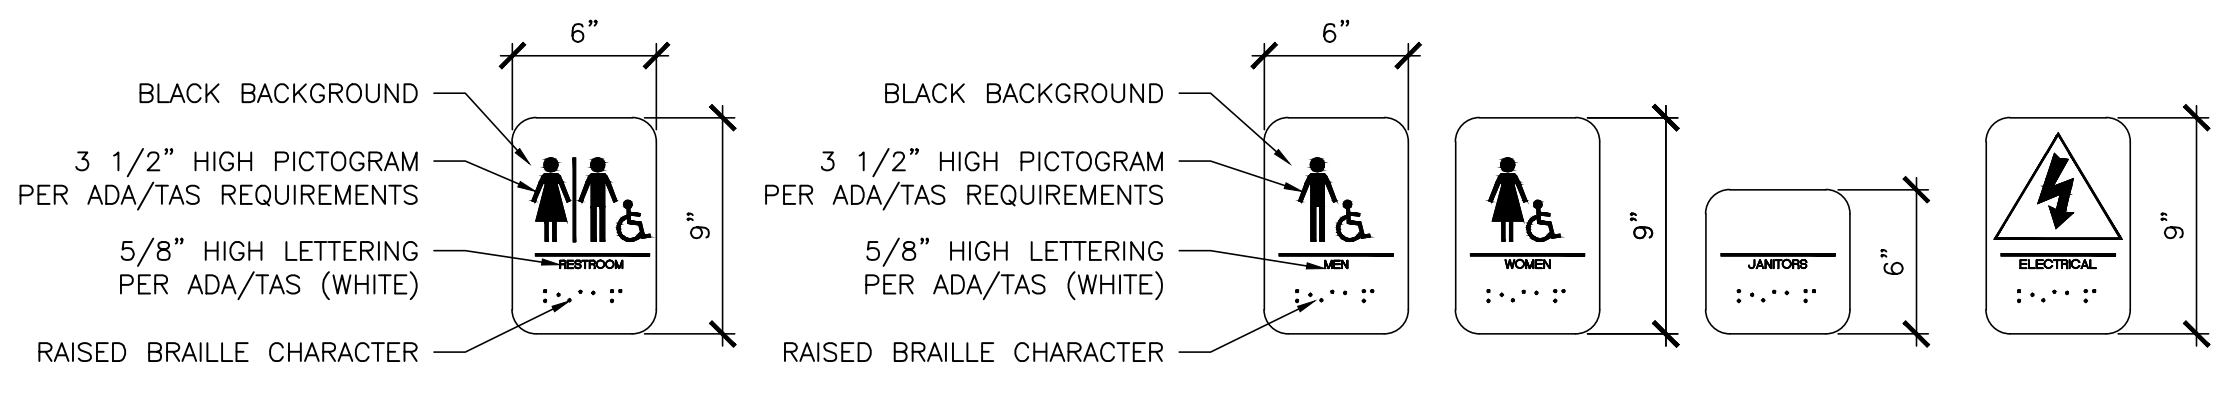 6”
BLACK BACKGROUND
3 1/2” HIGH PICTOGRAM
PER ADA/TAS REQUIREMENTS
5/8” HIGH LETTERING
PER ADA/TAS (WHITE)
RAISED BRAILLE CHARACTER
RESTROOM
9”
6”
BLACK BACKGROUND
3 1/2” HIGH PICTOGRAM
PER ADA/TAS REQUIREMENTS
5/8” HIGH LETTERING
PER ADA/TAS (WHITE)
RAISED BRAILLE CHARACTER
MEN
WOMEN
9”
JANITORS
6”
ELECTRICAL
9”